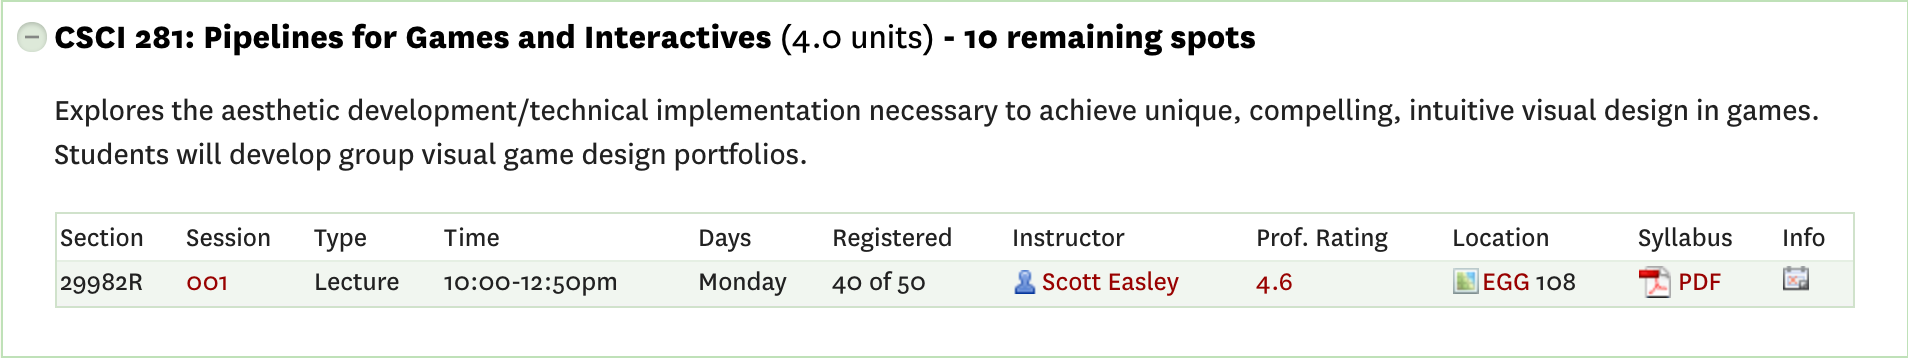 CSCI 281: Pipelines for Games and Interactives (4.0 units) - 10 remaining spots
Explores the aesthetic development/technical implementation necessary to achieve unique, compelling, intuitive visual design in games.
Students will develop group visual game design portfolios.
Section Session Type Time Days Registered Instructor Prof. Rating Location Syllabus Info
29982R 001 Lecture 10:00-12:50pm Monday 40 of 50 Scott Easley 4.6 EGG 108 PDF